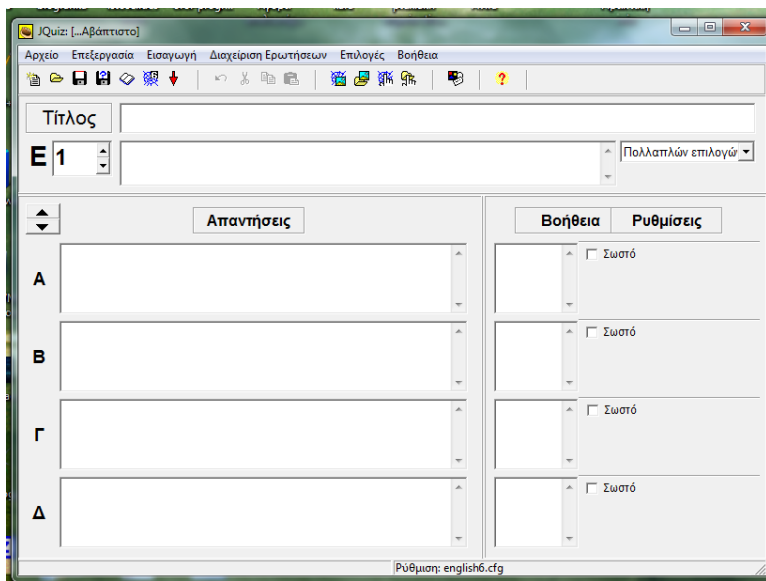 JQuiz: [...Αβάπτιστο]
Αρχείο Επεξεργασία Εισαγωγή Διαχείριση Ερωτήσεων Επιλογές Βοήθεια
?
Τίτλος
Ε 1 Πολλαπλών επιλογώ
Απαντήσεις Βοήθεια Ρυθμίσεις
Α Σωστό
Β Σωστό
Γ Σωστό
Δ Σωστό
Ρύθμιση: english6.cfg